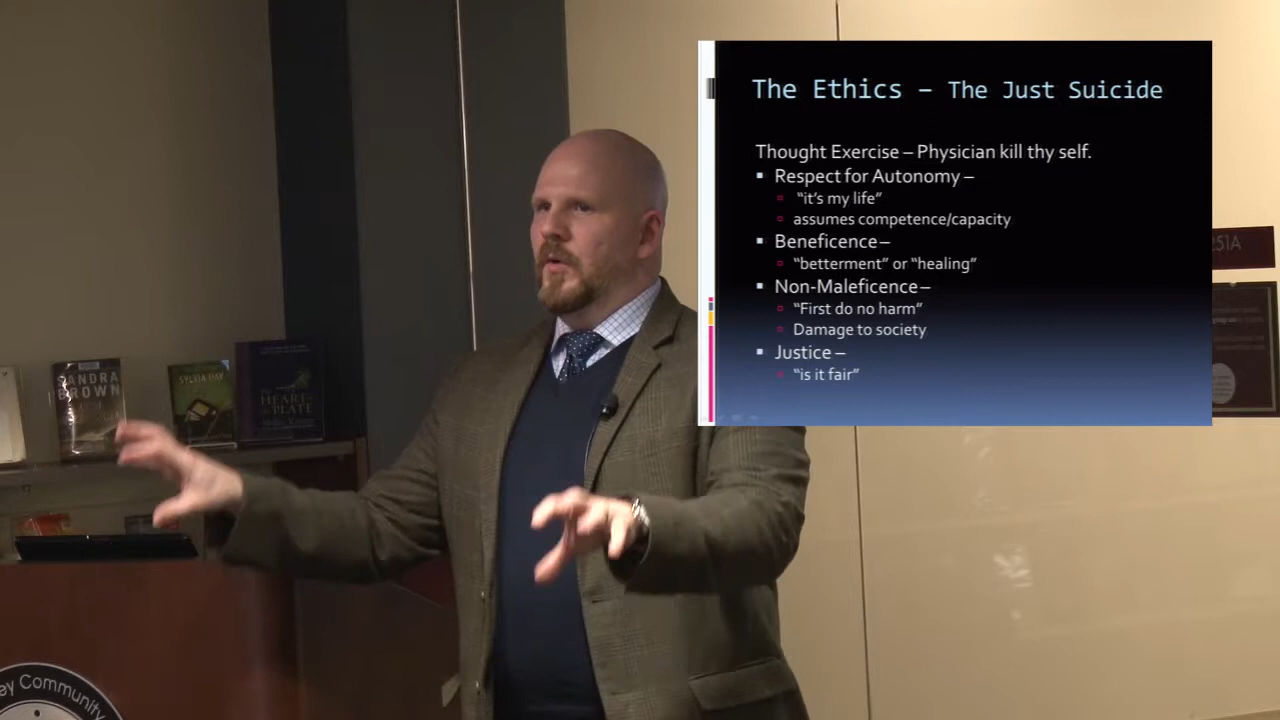 The Ethics – The Just Suicide
Thought Exercise – Physician kill thy self.
Respect for Autonomy –
“it’s my life”
assumes competence/capacity
Beneficence –
“betterment” or “healing”
Non-Maleficence –
“First do no harm”
Damage to society
Justice –
“is it fair”
251A
SANDRA
BROWN
SYLVIA DAY
HEART
PLATE
ey Community